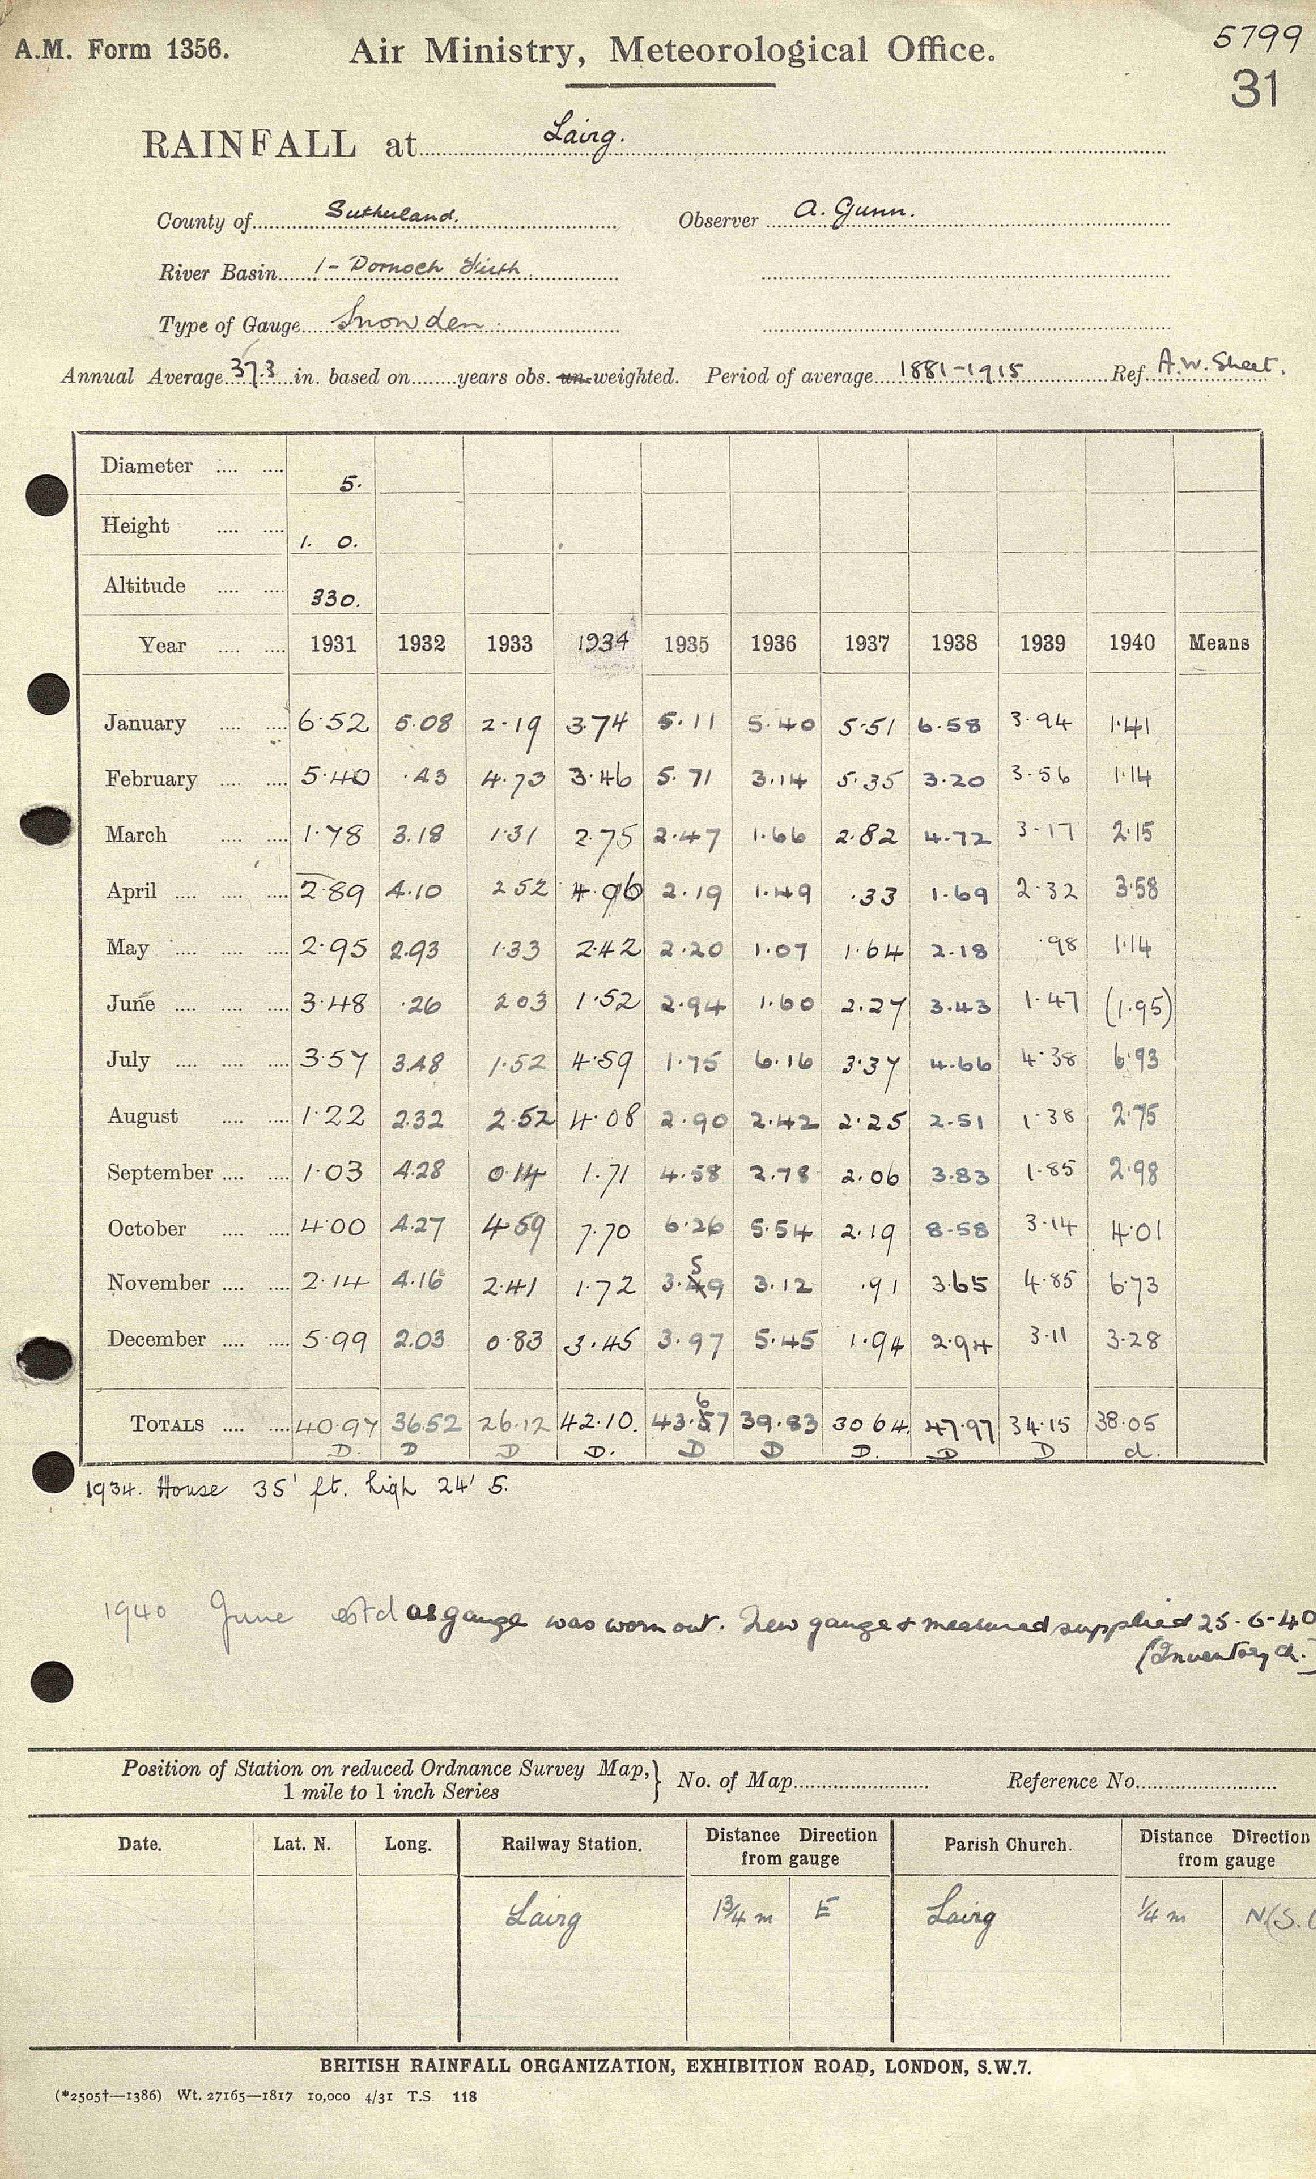 A.M. Form 1356. Air Ministry, Meteorological Office. 5799
31
RAINFALL at Lairg.
County of Sutherland. Observer A. Gunn.
River Basin 1 - Dornoch Firth
Type of Gauge Snowden
Annual Average 37.3 in. based on years obs. un-weighted. Period of average 1881-1915 Ref. A.W. Sheet.
Diameter .... .... 5.
Height .... .... 1. 0.
Altitude .... .... 330.
Year .... .... 1931 1932 1933 1934 1935 1936 1937 1938 1939 1940 Means
January .... .... 6.52 5.08 2.19 3.74 5.11 5.40 5.51 6.58 3.94 1.41
February .... .... 5.40 .43 4.73 3.46 5.71 3.14 5.35 3.20 3.56 1.14
March .... .... 1.78 3.18 1.31 2.75 2.47 1.66 2.82 4.72 3.17 2.15
April .... .... .... 2.89 4.10 2.52 4.96 2.19 1.49 .33 1.69 2.32 3.58
May .... .... .... 2.95 2.93 1.33 2.42 2.20 1.07 1.64 2.18 .98 1.14
June .... .... .... 3.48 .26 2.03 1.52 2.94 1.60 2.27 3.43 1.47 (1.95)
July .... .... .... 3.57 3.48 1.52 4.59 1.75 6.16 3.37 4.66 4.38 6.93
August .... .... 1.22 2.32 2.52 4.08 2.90 2.42 2.25 2.51 1.38 2.75
September .... .... 1.03 4.28 0.14 1.71 4.58 2.78 2.06 3.83 1.85 2.98
October .... .... 4.00 4.27 4.59 7.70 6.26 5.54 2.19 8.58 3.14 4.01
November .... .... 2.14 4.16 2.41 1.72 3.59 3.12 .91 3.65 4.85 6.73
December .... .... 5.99 2.03 0.83 3.45 3.97 5.45 1.94 2.94 3.11 3.28
TOTALS .... .... 40.97 36.52 26.12 42.10. 43.67 39.83 30.64. 47.97 34.15 38.05
D. D D D. D D D. D D d.
1934. House 35' ft. high 24' 5.
1940 June estd as gauge was worn out. New gauge & measured supplied 25-6-40
(Inventory Ch.)
Position of Station on reduced Ordnance Survey Map, 1 mile to 1 inch Series } No. of Map Reference No.
Date. Lat. N. Long. Railway Station. Distance Direction from gauge Parish Church. Distance Direction from gauge
Lairg 1¾ m E Lairg ¼ m N(S.
BRITISH RAINFALL ORGANIZATION, EXHIBITION ROAD, LONDON, S.W.7.
(*2505†—1386) Wt. 27165—1817 10,000 4/31 T.S. 118